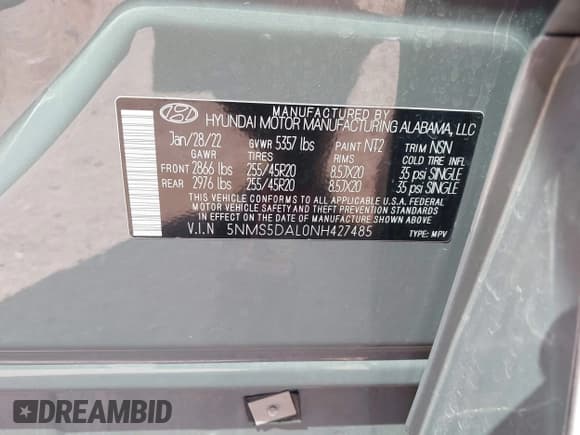 MANUFACTURED BY
HYUNDAI MOTOR MANUFACTURING ALABAMA, LLC
Jan/28/22 GVWR 5357 lbs PAINT NT2 TRIM NSN
GAWR TIRES RIMS COLD TIRE INFL
FRONT 2866 lbs 255/45R20 8.5JX20 35 psi SINGLE
REAR 2976 lbs 255/45R20 8.5JX20 35 psi SINGLE
THIS VEHICLE CONFORMS TO ALL APPLICABLE U.S.A. FEDERAL
MOTOR VEHICLE SAFETY AND THEFT PREVENTION STANDARDS
IN EFFECT ON THE DATE OF MANUFACTURE SHOWN ABOVE
V.I.N 5NMS5DAL0NH427485 TYPE: MPV
DREAMBID